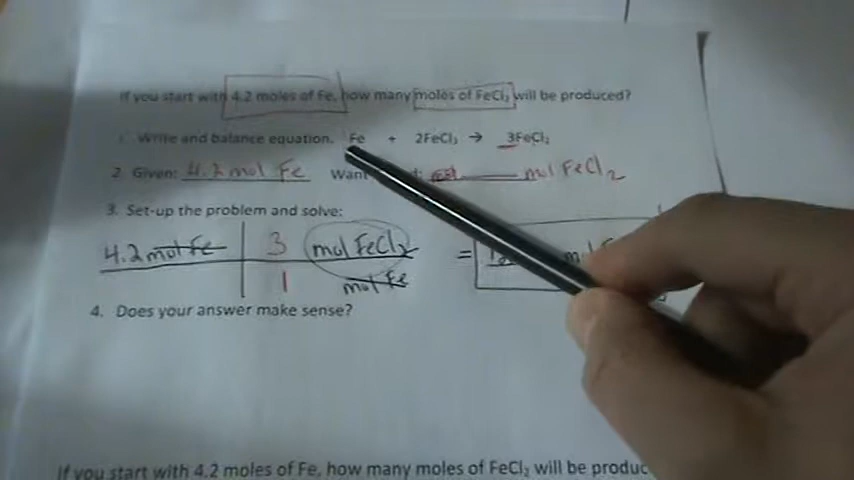 If you start with 4.2 moles of Fe, how many moles of FeCl₂ will be produced?
1. Write and balance equation. Fe + 2FeCl₃ → 3FeCl₂
2. Given: 4.2 mol Fe mol FeCl₂
3. Set-up the problem and solve:
4.2 mol Fe 3 mol FeCl₂ =
1 mol Fe
4. Does your answer make sense?
If you start with 4.2 moles of Fe, how many moles of FeCl₂ will be produc